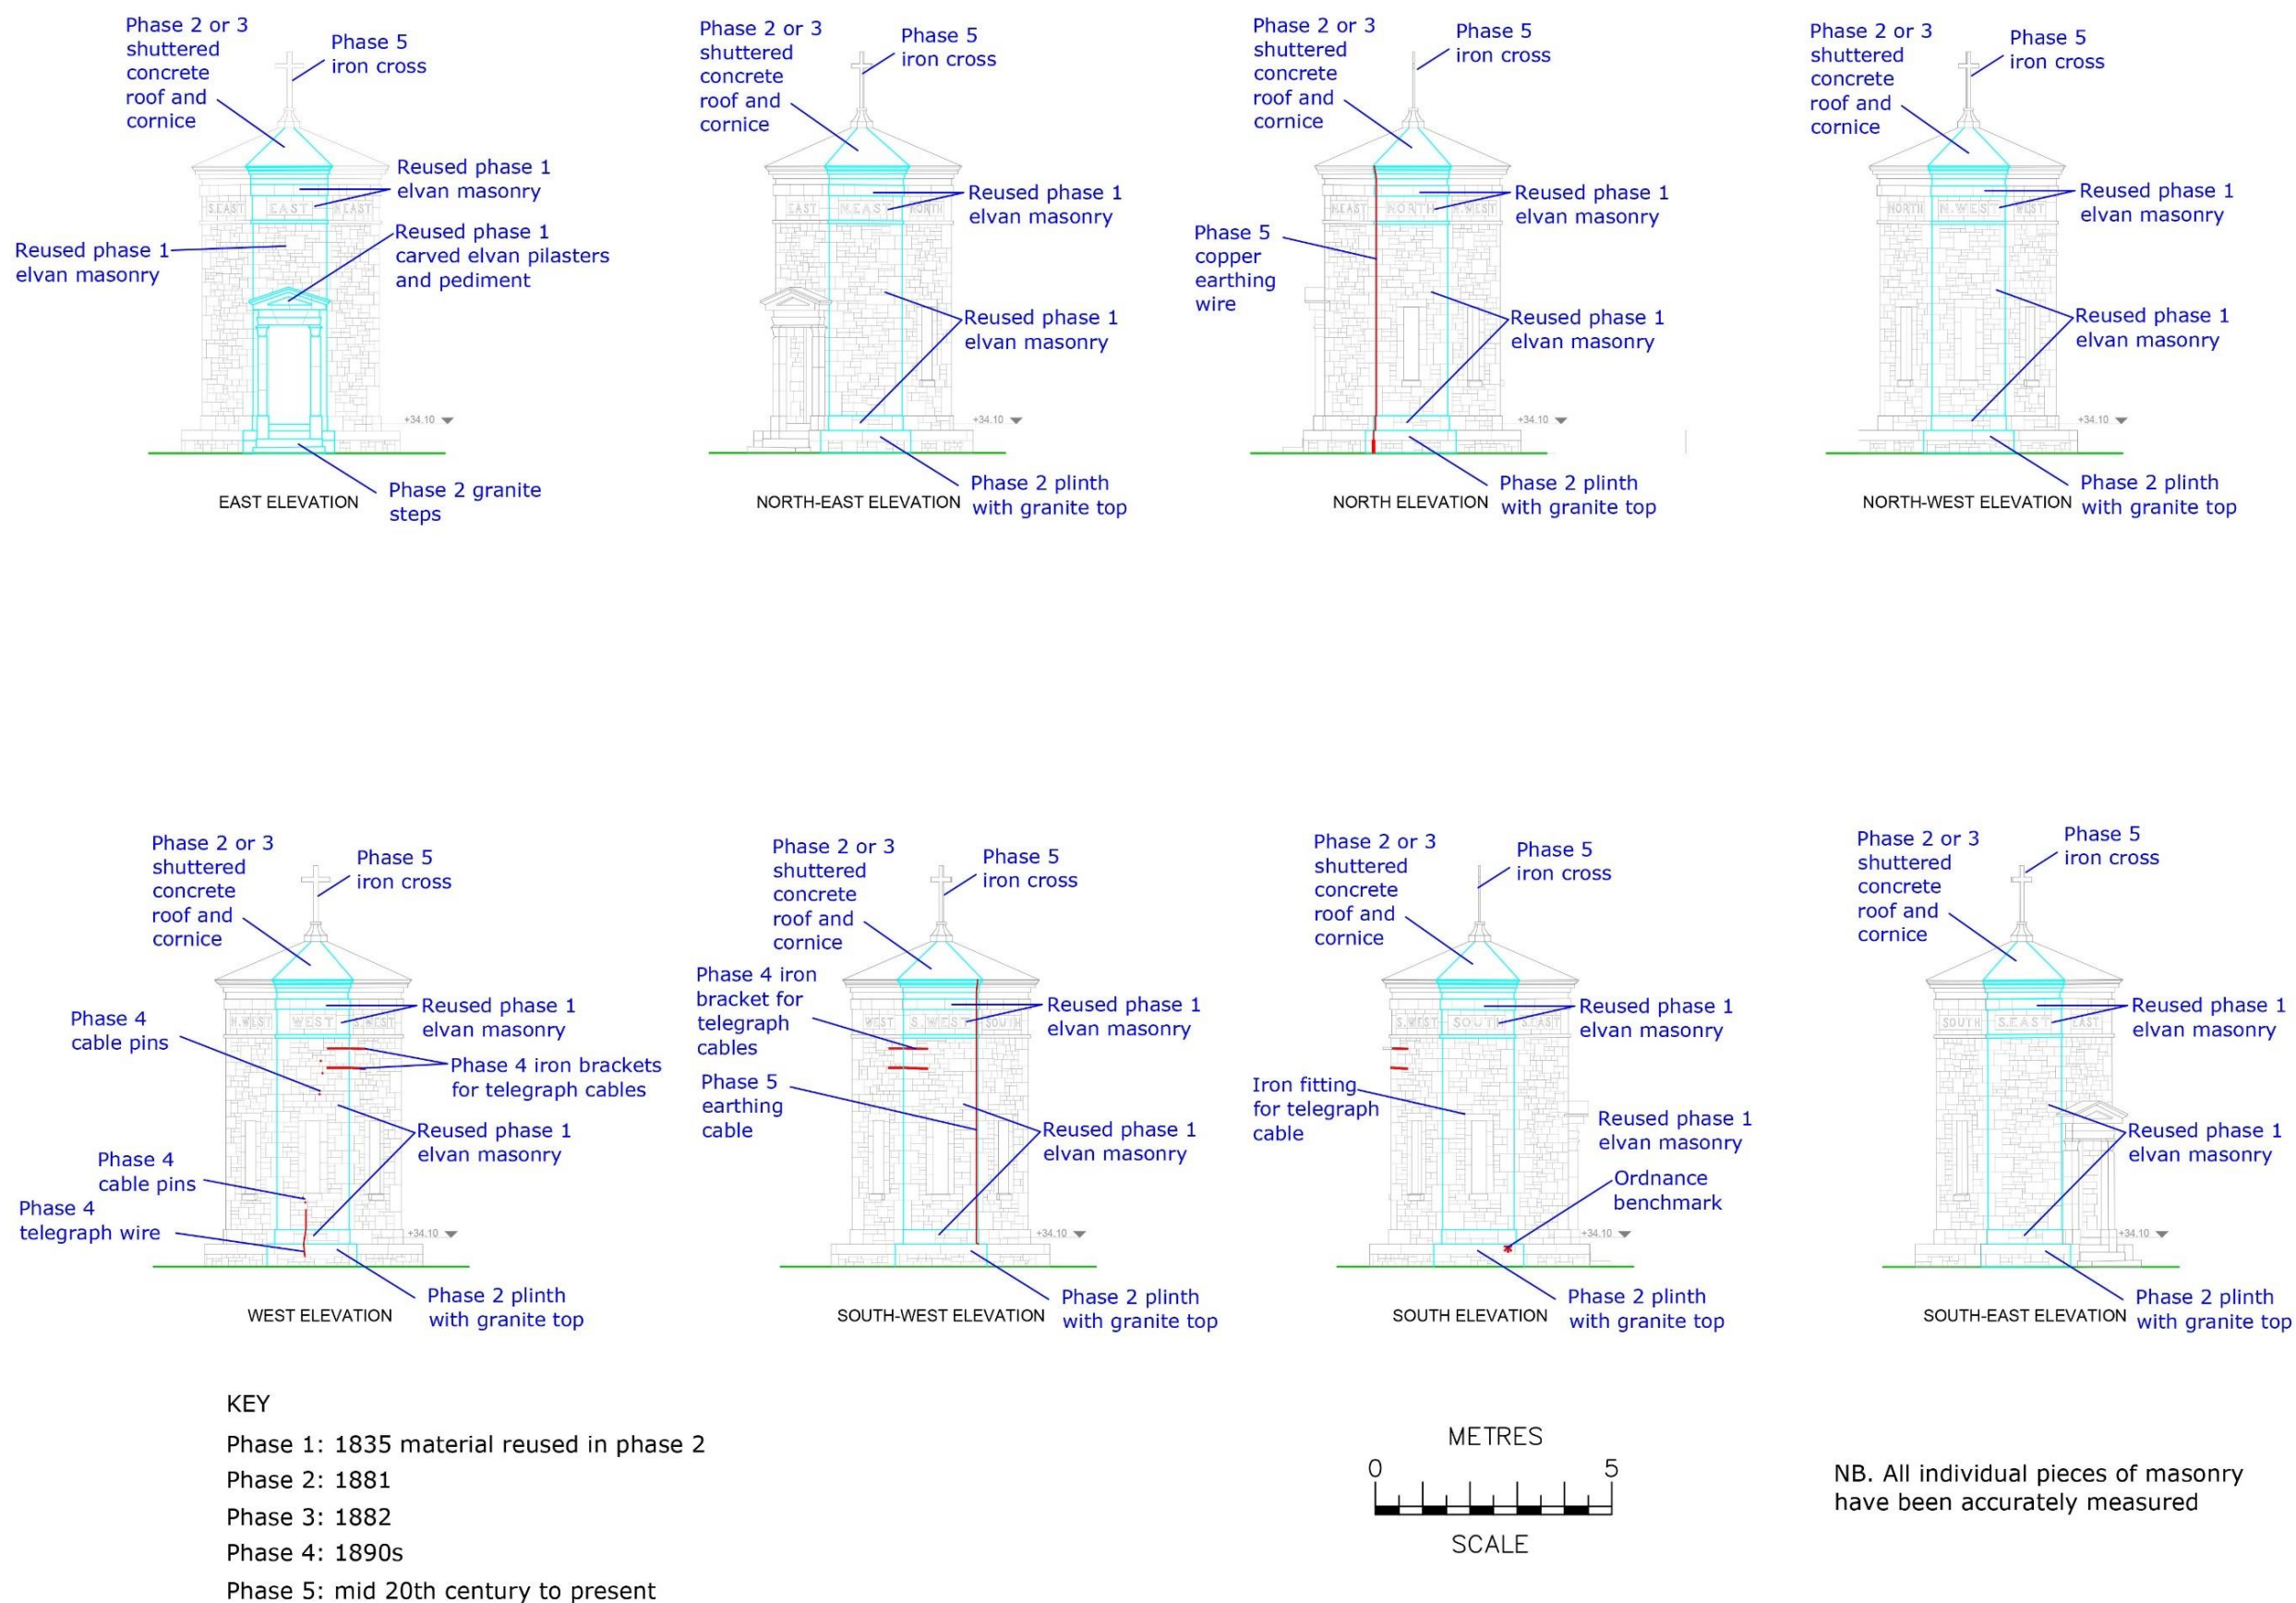 Phase 2 or 3
shuttered
concrete
roof and
cornice
Phase 5
iron cross
Reused phase 1
elvan masonry
Reused phase 1
carved elvan pilasters
and pediment
Reused phase 1
elvan masonry
S.EAST EAST N.EAST
+34.10
Phase 2 granite
steps
EAST ELEVATION
Phase 2 or 3
shuttered
concrete
roof and
cornice
Phase 5
iron cross
Reused phase 1
elvan masonry
EAST N.EAST NORTH
Reused phase 1
elvan masonry
+34.10
Phase 2 plinth
with granite top
NORTH-EAST ELEVATION
Phase 2 or 3
shuttered
concrete
roof and
cornice
Phase 5
iron cross
Reused phase 1
elvan masonry
N.EAST NORTH N.WEST
Phase 5
copper
earthing
wire
Reused phase 1
elvan masonry
+34.10
Phase 2 plinth
with granite top
NORTH ELEVATION
Phase 2 or 3
shuttered
concrete
roof and
cornice
Phase 5
iron cross
Reused phase 1
elvan masonry
NORTH N.WEST WEST
Reused phase 1
elvan masonry
+34.10
Phase 2 plinth
with granite top
NORTH-WEST ELEVATION
Phase 2 or 3
shuttered
concrete
roof and
cornice
Phase 5
iron cross
Reused phase 1
elvan masonry
N.WEST WEST S.WEST
Phase 4
cable pins
Phase 4 iron brackets
for telegraph cables
Reused phase 1
elvan masonry
Phase 4
cable pins
Phase 4
telegraph wire
+34.10
Phase 2 plinth
with granite top
WEST ELEVATION
Phase 2 or 3
shuttered
concrete
roof and
cornice
Phase 5
iron cross
Phase 4 iron
bracket for
telegraph
cables
Reused phase 1
elvan masonry
WEST S.WEST SOUTH
Phase 5
earthing
cable
Reused phase 1
elvan masonry
+34.10
Phase 2 plinth
with granite top
SOUTH-WEST ELEVATION
Phase 2 or 3
shuttered
concrete
roof and
cornice
Phase 5
iron cross
Reused phase 1
elvan masonry
S.WEST SOUTH S.EAST
Iron fitting
for telegraph
cable
Reused phase 1
elvan masonry
Ordnance
benchmark
+34.10
Phase 2 plinth
with granite top
SOUTH ELEVATION
Phase 2 or 3
shuttered
concrete
roof and
cornice
Phase 5
iron cross
Reused phase 1
elvan masonry
SOUTH S.EAST EAST
Reused phase 1
elvan masonry
+34.10
Phase 2 plinth
with granite top
SOUTH-EAST ELEVATION
KEY
Phase 1: 1835 material reused in phase 2
Phase 2: 1881
Phase 3: 1882
Phase 4: 1890s
Phase 5: mid 20th century to present
METRES
0 5
SCALE
NB. All individual pieces of masonry
have been accurately measured